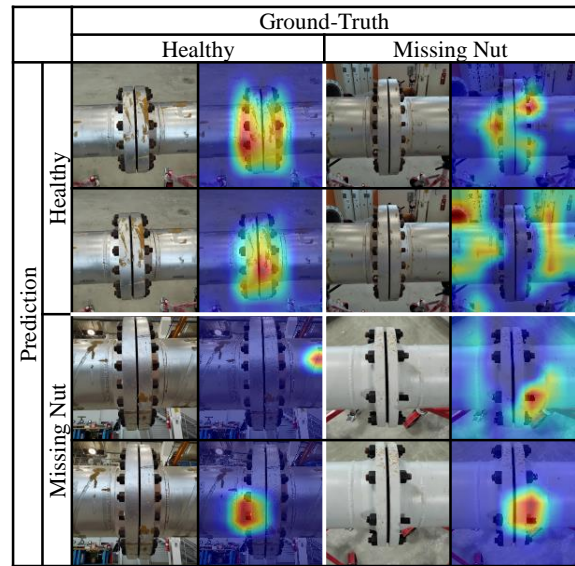 Ground-Truth
Healthy
Missing Nut
Prediction
Healthy
Missing Nut